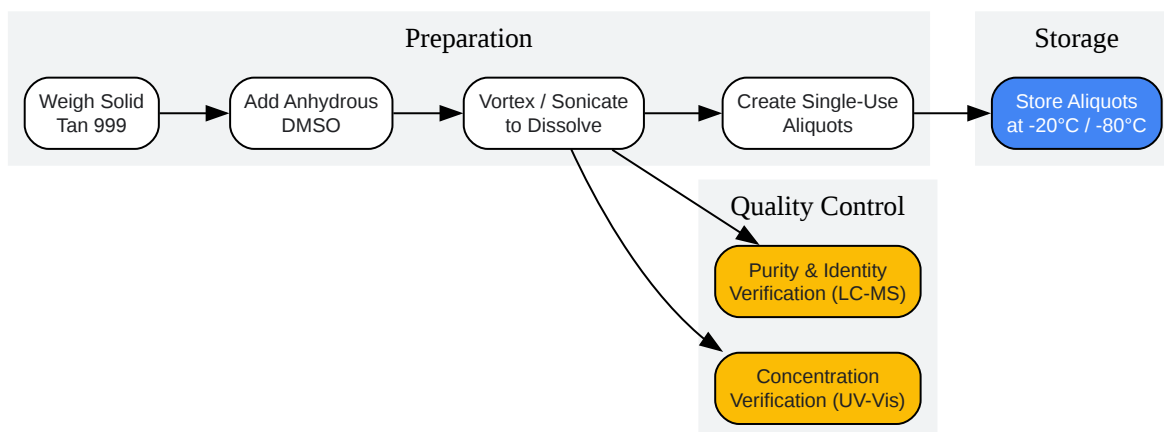 Preparation
Storage
Weigh Solid
Tan 999
Add Anhydrous
DMSO
Vortex / Sonicate
to Dissolve
Create Single-Use
Aliquots
Store Aliquots
at -20°C / -80°C
Quality Control
Purity & Identity
Verification (LC-MS)
Concentration
Verification (UV-Vis)